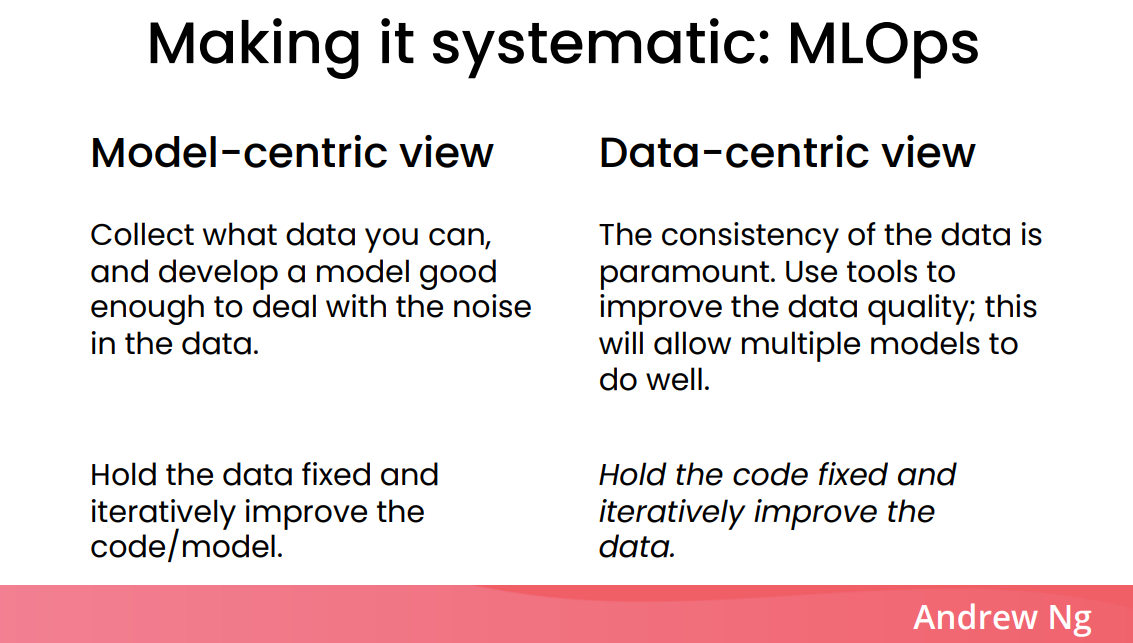 Making it systematic: MLOps
Model-centric view
Collect what data you can,
and develop a model good
enough to deal with the noise
in the data.
Hold the data fixed and
iteratively improve the
code/model.
Data-centric view
The consistency of the data is
paramount. Use tools to
improve the data quality; this
will allow multiple models to
do well.
Hold the code fixed and
iteratively improve the
data.
Andrew Ng